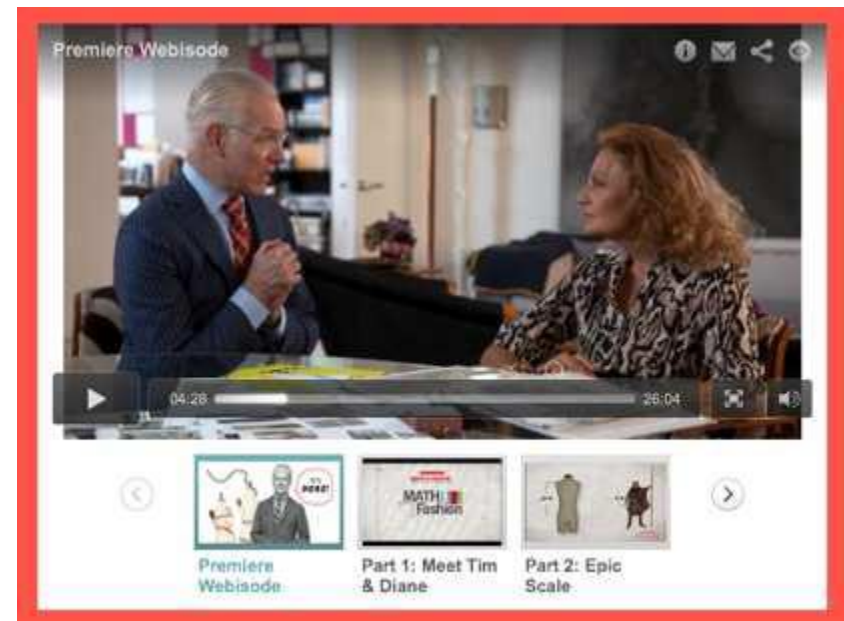 Premiere Webisode
04:28
26:04
HERE!
MATH:
Fashion
Premiere
Webisode
Part 1: Meet Tim
& Diane
Part 2: Epic
Scale